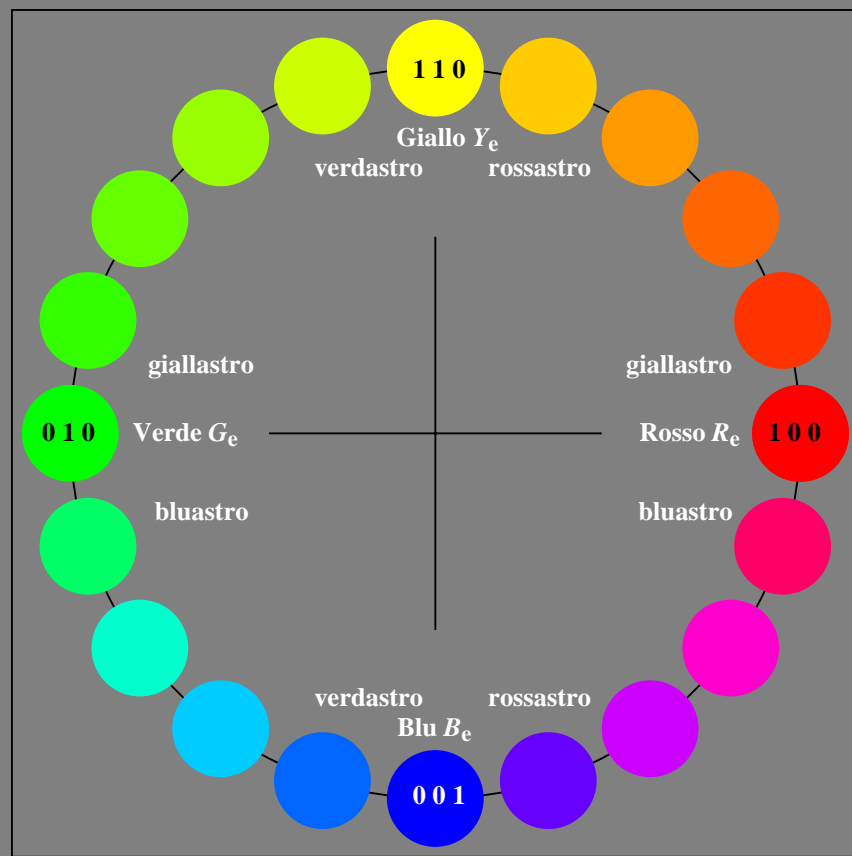 1 1 0
Giallo Yₑ
verdastro rossastro
giallastro giallastro
0 1 0 Verde Gₑ Rosso Rₑ 1 0 0
bluastro bluastro
verdastro rossastro
Blu Bₑ
0 0 1